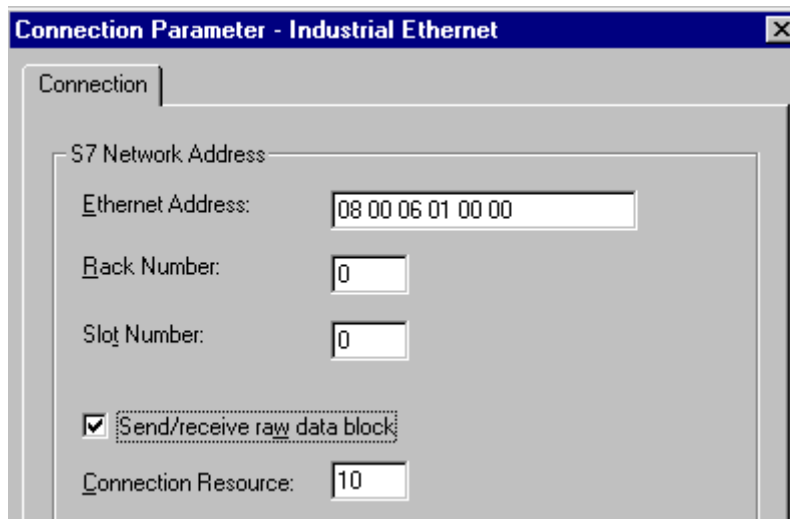 Connection Parameter - Industrial Ethernet
Connection
S7 Network Address
Ethernet Address: 08 00 06 01 00 00
Rack Number: 0
Slot Number: 0
Send/receive raw data block
Connection Resource: 10